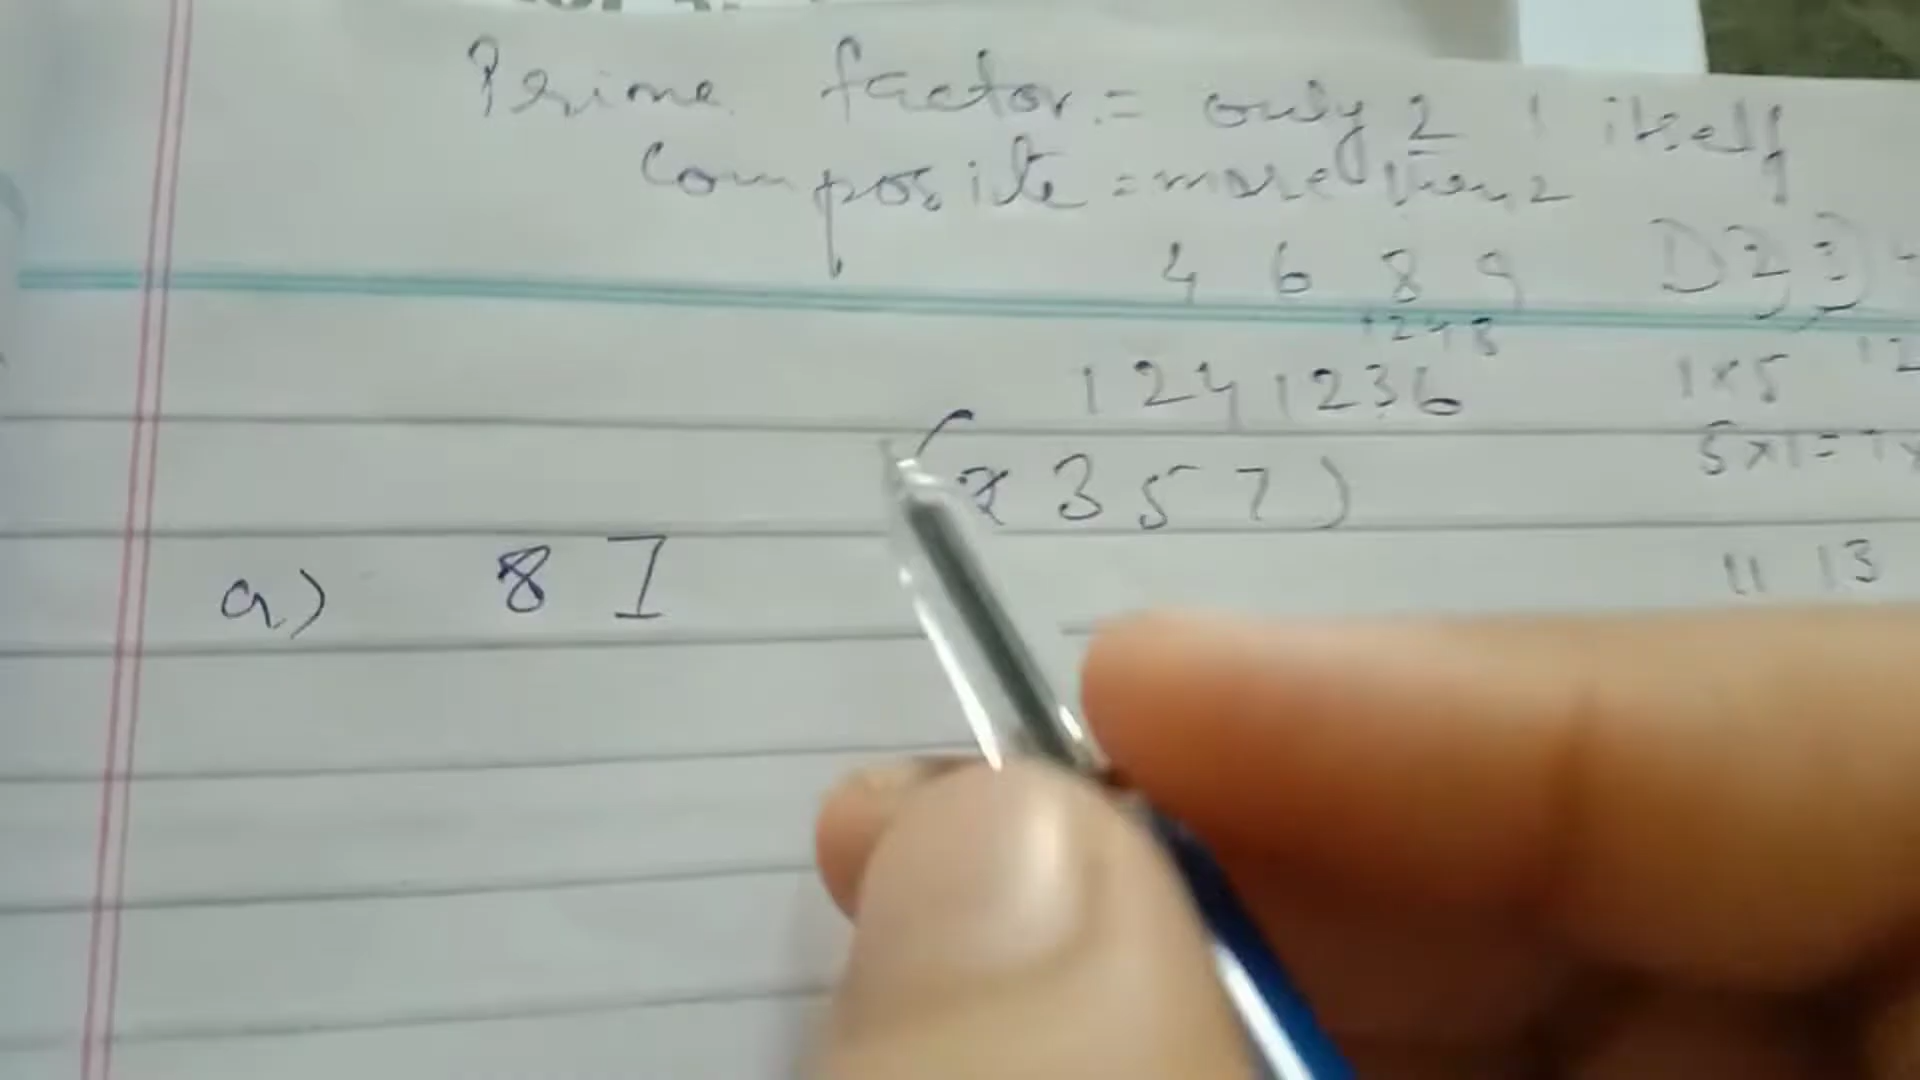 Prime factor = only 2 1 itself
Composite = more than 2
4 6 8 9
1 2 4 8
1 2 4 1 2 3 6 1×5
(2 3 5 7) 5×1=
a) 8 I 11 13